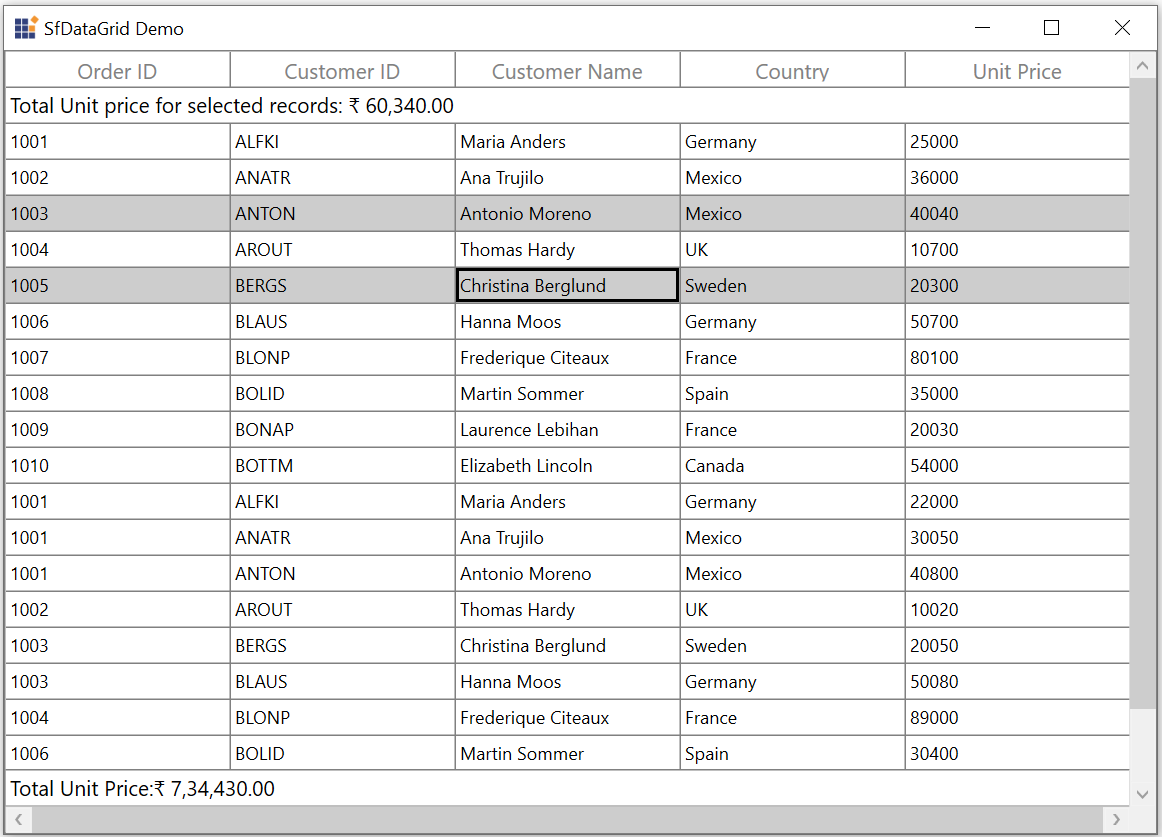 SfDataGrid Demo
Order ID Customer ID Customer Name Country Unit Price
Total Unit price for selected records: ₹ 60,340.00
1001 ALFKI Maria Anders Germany 25000
1002 ANATR Ana Trujilo Mexico 36000
1003 ANTON Antonio Moreno Mexico 40040
1004 AROUT Thomas Hardy UK 10700
1005 BERGS Christina Berglund Sweden 20300
1006 BLAUS Hanna Moos Germany 50700
1007 BLONP Frederique Citeaux France 80100
1008 BOLID Martin Sommer Spain 35000
1009 BONAP Laurence Lebihan France 20030
1010 BOTTM Elizabeth Lincoln Canada 54000
1001 ALFKI Maria Anders Germany 22000
1001 ANATR Ana Trujilo Mexico 30050
1001 ANTON Antonio Moreno Mexico 40800
1002 AROUT Thomas Hardy UK 10020
1003 BERGS Christina Berglund Sweden 20050
1003 BLAUS Hanna Moos Germany 50080
1004 BLONP Frederique Citeaux France 89000
1006 BOLID Martin Sommer Spain 30400
Total Unit Price:₹ 7,34,430.00